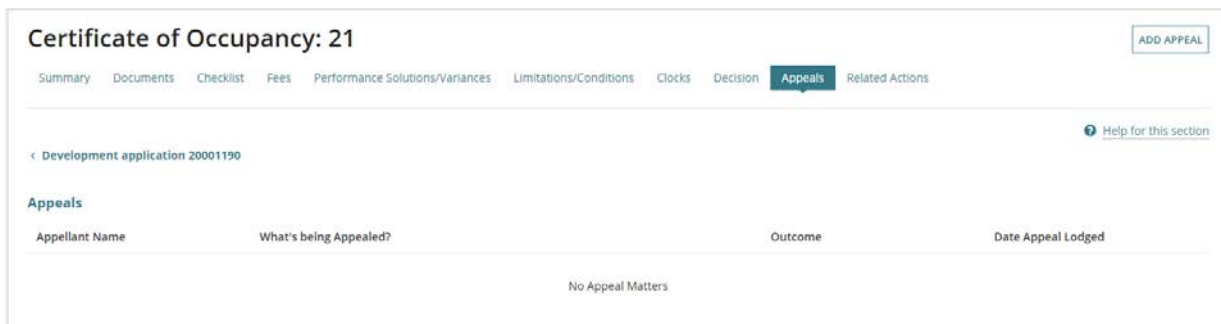 Certificate of Occupancy: 21
ADD APPEAL
Summary Documents Checklist Fees Performance Solutions/Variances Limitations/Conditions Clocks Decision Appeals Related Actions
? Help for this section
< Development application 20001190
Appeals
Appellant Name What's being Appealed? Outcome Date Appeal Lodged
No Appeal Matters